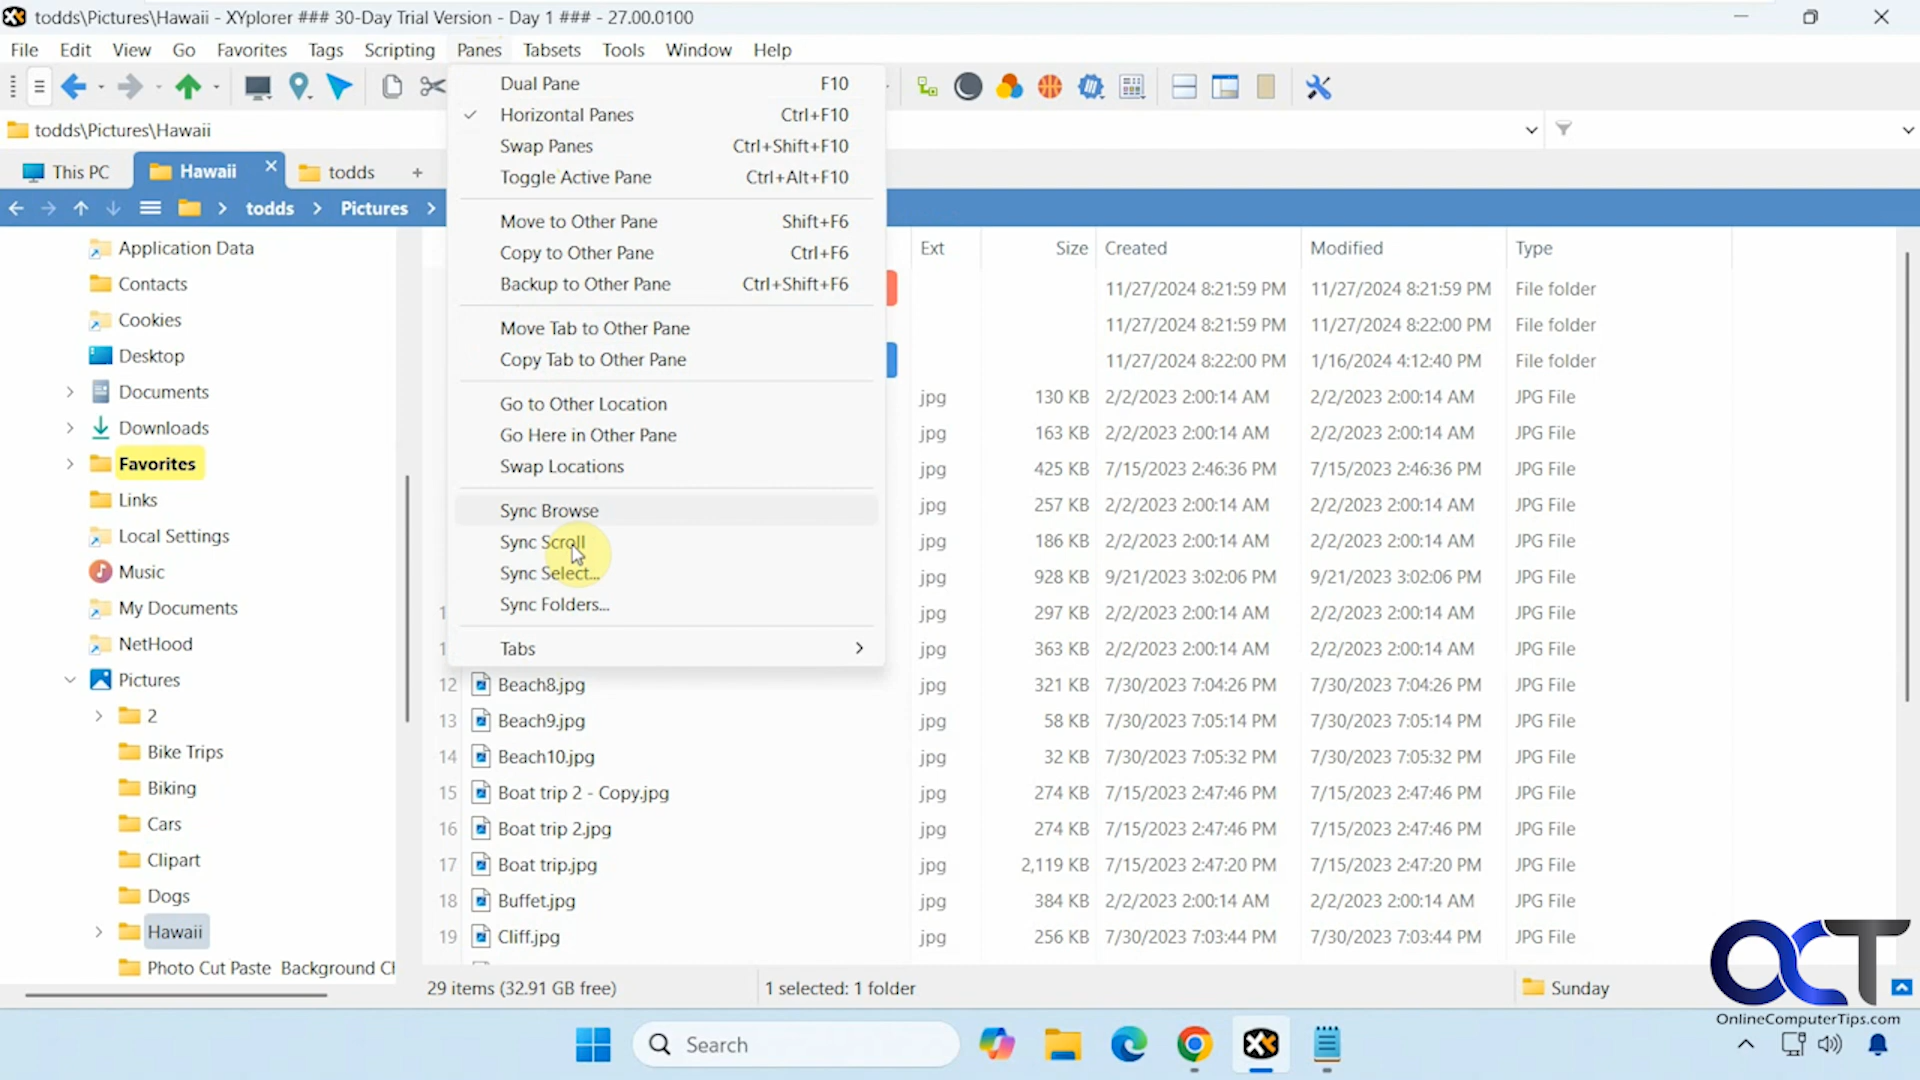 todds\Pictures\Hawaii - XYplorer ### 30-Day Trial Version - Day 1 ### - 27.00.0100
File Edit View Go Favorites Tags Scripting Panes Tabsets Tools Window Help
todds\Pictures\Hawaii
This PC Hawaii todds +
todds Pictures
Dual Pane F10
Horizontal Panes Ctrl+F10
Swap Panes Ctrl+Shift+F10
Toggle Active Pane Ctrl+Alt+F10
Move to Other Pane Shift+F6
Copy to Other Pane Ctrl+F6
Backup to Other Pane Ctrl+Shift+F6
Move Tab to Other Pane
Copy Tab to Other Pane
Go to Other Location
Go Here in Other Pane
Swap Locations
Sync Browse
Sync Scroll
Sync Select...
Sync Folders...
Tabs
Application Data
Contacts
Cookies
Desktop
Documents
Downloads
Favorites
Links
Local Settings
Music
My Documents
NetHood
Pictures
2
Bike Trips
Biking
Cars
Clipart
Dogs
Hawaii
Photo Cut Paste Background
Ext Size Created Modified Type
11/27/2024 8:21:59 PM 11/27/2024 8:21:59 PM File folder
11/27/2024 8:21:59 PM 11/27/2024 8:22:00 PM File folder
11/27/2024 8:22:00 PM 1/16/2024 4:12:40 PM File folder
jpg 130 KB 2/2/2023 2:00:14 AM 2/2/2023 2:00:14 AM JPG File
jpg 163 KB 2/2/2023 2:00:14 AM 2/2/2023 2:00:14 AM JPG File
jpg 425 KB 7/15/2023 2:46:36 PM 7/15/2023 2:46:36 PM JPG File
jpg 257 KB 2/2/2023 2:00:14 AM 2/2/2023 2:00:14 AM JPG File
jpg 186 KB 2/2/2023 2:00:14 AM 2/2/2023 2:00:14 AM JPG File
jpg 928 KB 9/21/2023 3:02:06 PM 9/21/2023 3:02:06 PM JPG File
jpg 297 KB 2/2/2023 2:00:14 AM 2/2/2023 2:00:14 AM JPG File
jpg 363 KB 2/2/2023 2:00:14 AM 2/2/2023 2:00:14 AM JPG File
12 Beach8.jpg jpg 321 KB 7/30/2023 7:04:26 PM 7/30/2023 7:04:26 PM JPG File
13 Beach9.jpg jpg 58 KB 7/30/2023 7:05:14 PM 7/30/2023 7:05:14 PM JPG File
14 Beach10.jpg jpg 32 KB 7/30/2023 7:05:32 PM 7/30/2023 7:05:32 PM JPG File
15 Boat trip 2 - Copy.jpg jpg 274 KB 7/15/2023 2:47:46 PM 7/15/2023 2:47:46 PM JPG File
16 Boat trip 2.jpg jpg 274 KB 7/15/2023 2:47:46 PM 7/15/2023 2:47:46 PM JPG File
17 Boat trip.jpg jpg 2,119 KB 7/15/2023 2:47:20 PM 7/15/2023 2:47:20 PM JPG File
18 Buffet.jpg jpg 384 KB 2/2/2023 2:00:14 AM 2/2/2023 2:00:14 AM JPG File
19 Cliff.jpg jpg 256 KB 7/30/2023 7:03:44 PM 7/30/2023 7:03:44 PM JPG File
29 items (32.91 GB free) 1 selected: 1 folder Sunday
OCT
OnlineComputerTips.com
Search